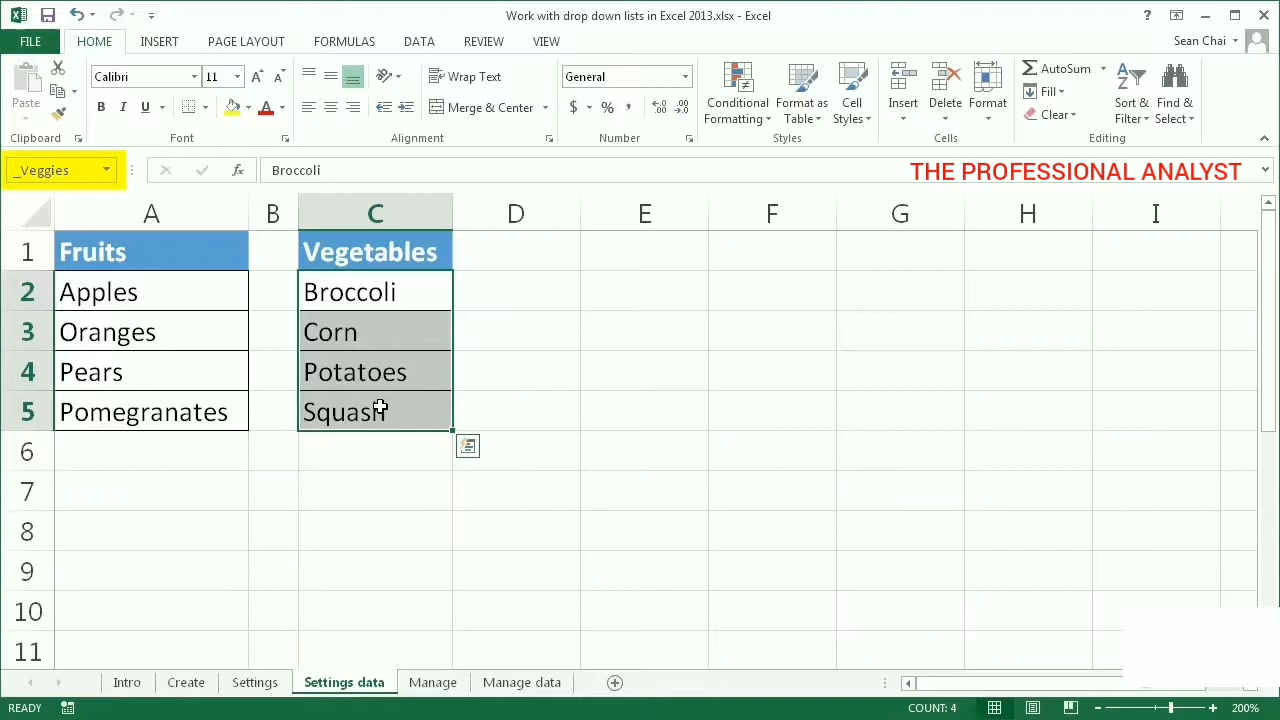 Work with drop down lists in Excel 2013.xlsx - Excel
?
FILE HOME INSERT PAGE LAYOUT FORMULAS DATA REVIEW VIEW Sean Chai
Paste
Calibri 11 A A
B I U A
Wrap Text
Merge & Center
General
$ % , .0 .00
Conditional Formatting
Format as Table
Cell Styles
Insert
Delete
Format
AutoSum
Fill
Clear
Sort & Filter
Find & Select
Clipboard Font Alignment Number Styles Cells Editing
_Veggies fx Broccoli THE PROFESSIONAL ANALYST
A B C D E F G H I
1 Fruits Vegetables
2 Apples Broccoli
3 Oranges Corn
4 Pears Potatoes
5 Pomegranates Squash
6
7
8
9
10
11
Intro Create Settings Settings data Manage Manage data
READY COUNT: 4 200%